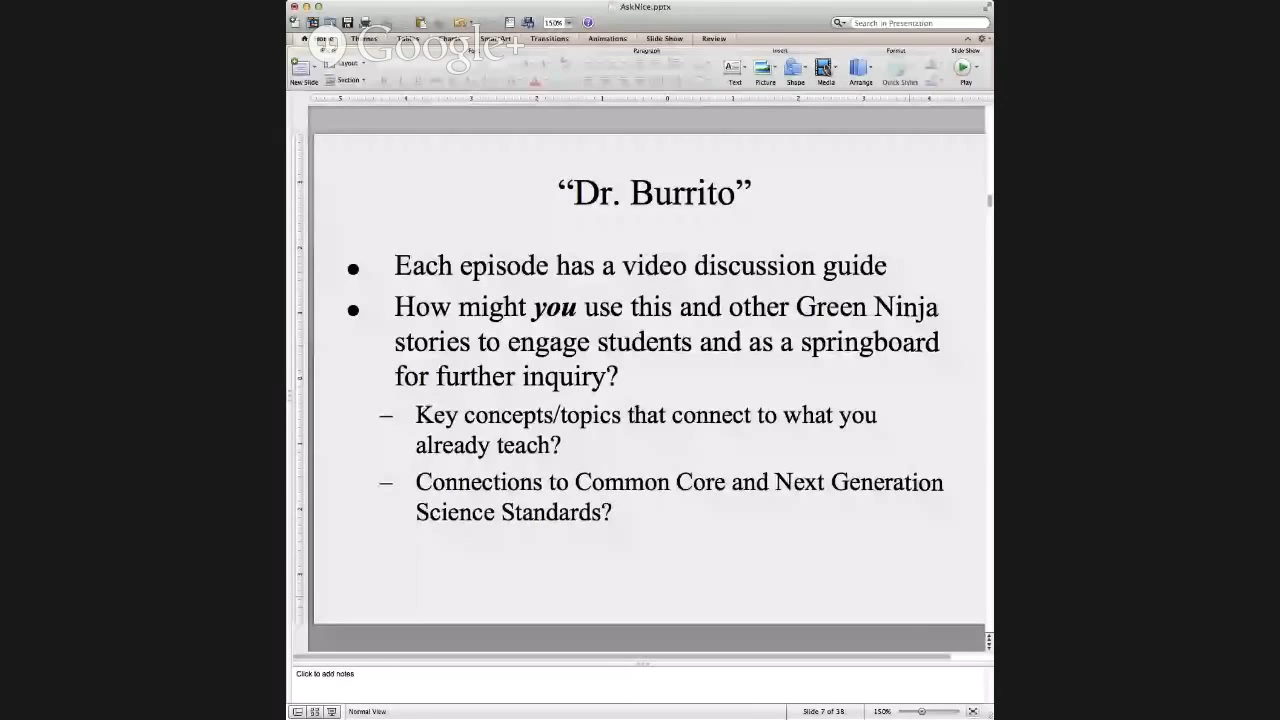 AskNice.pptx
150%
Search in Presentation
Google+
Home Themes Tables Charts SmartArt Transitions Animations Slide Show Review
Paragraph Insert Format Slide Show
New Slide Layout Section Text Picture Shape Media Arrange Quick Styles Play
“Dr. Burrito”
● Each episode has a video discussion guide
● How might you use this and other Green Ninja
stories to engage students and as a springboard
for further inquiry?
– Key concepts/topics that connect to what you
already teach?
– Connections to Common Core and Next Generation
Science Standards?
Click to add notes
Normal View Slide 7 of 38 150%